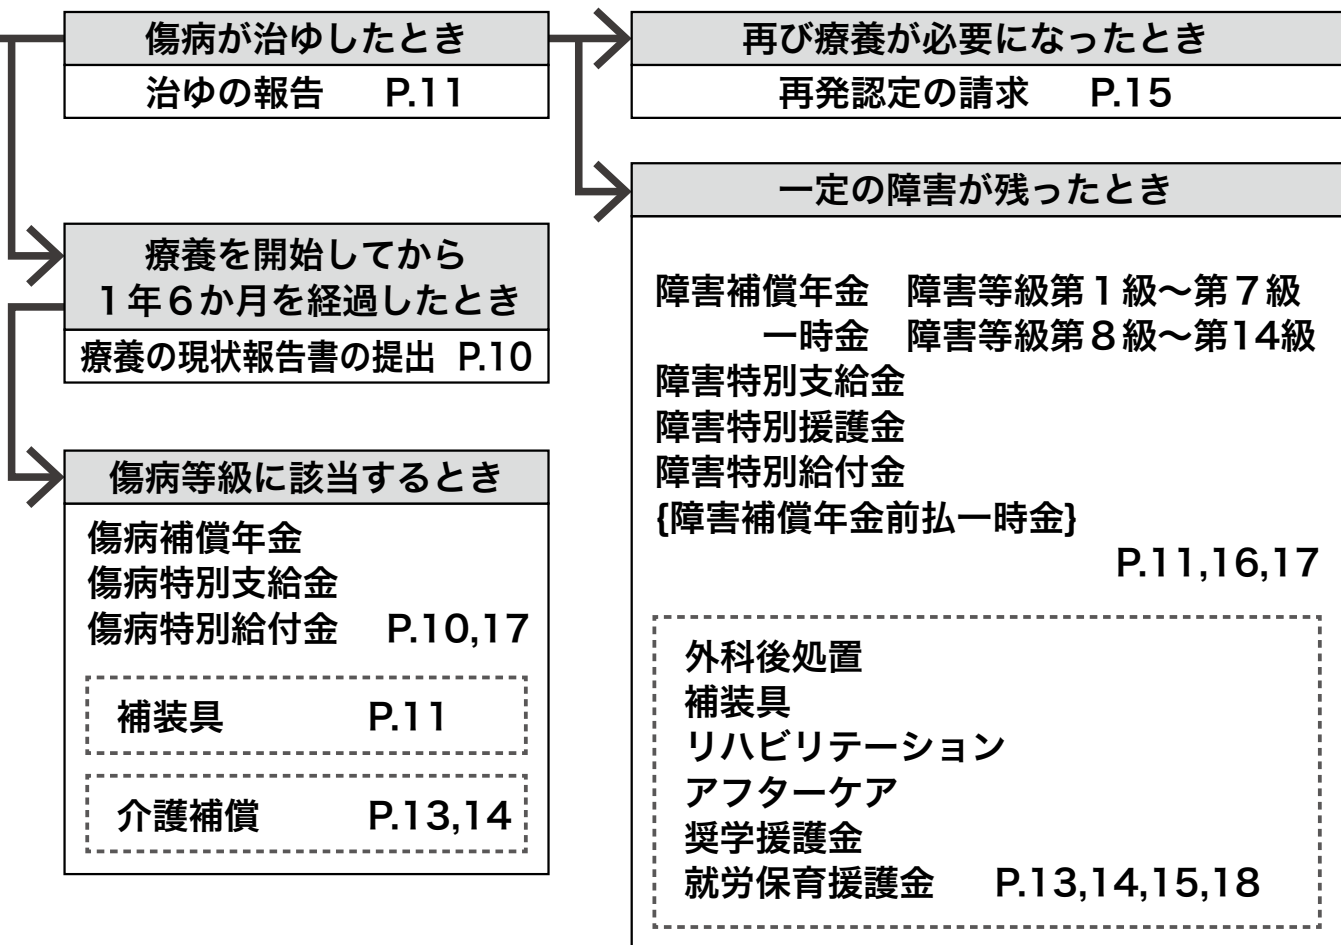 傷病が治ゆしたとき
治ゆの報告 P.11
療養を開始してから
１年６か月を経過したとき
療養の現状報告書の提出 P.10
傷病等級に該当するとき
傷病補償年金
傷病特別支給金
傷病特別給付金 P.10,17
補装具 P.11
介護補償 P.13,14
再び療養が必要になったとき
再発認定の請求 P.15
一定の障害が残ったとき
障害補償年金 障害等級第１級～第７級
一時金 障害等級第８級～第14級
障害特別支給金
障害特別援護金
障害特別給付金
{障害補償年金前払一時金}
P.11,16,17
外科後処置
補装具
リハビリテーション
アフターケア
奨学援護金
就労保育援護金 P.13,14,15,18